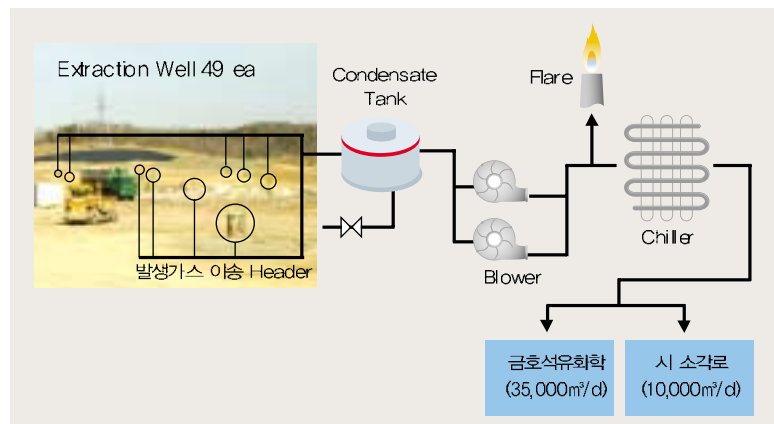 Extraction Well 49 ea
Condensate
Tank
Flare
Chiller
Blower
발생가스 이송 Header
금호석유화학
(35,000㎥/d)
시 소각로
(10,000㎥/d)